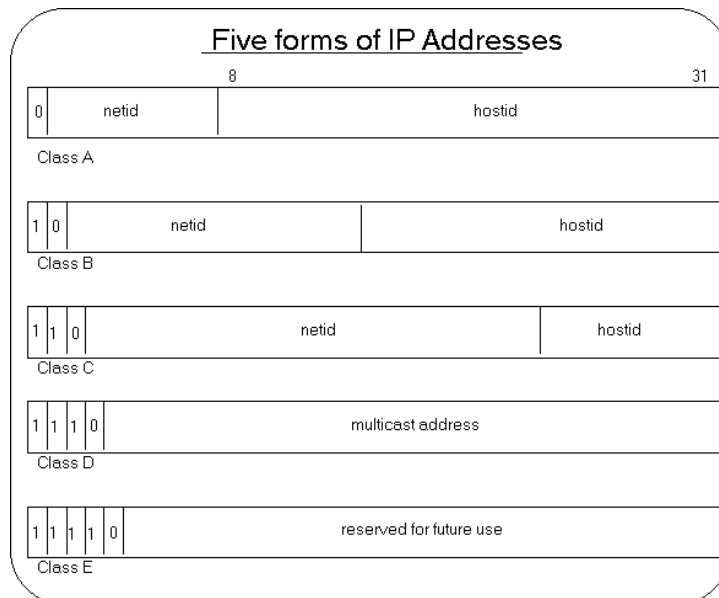 Five forms of IP Addresses
8 31
0 netid hostid
Class A
1 0 netid hostid
Class B
1 1 0 netid hostid
Class C
1 1 1 0 multicast address
Class D
1 1 1 1 0 reserved for future use
Class E